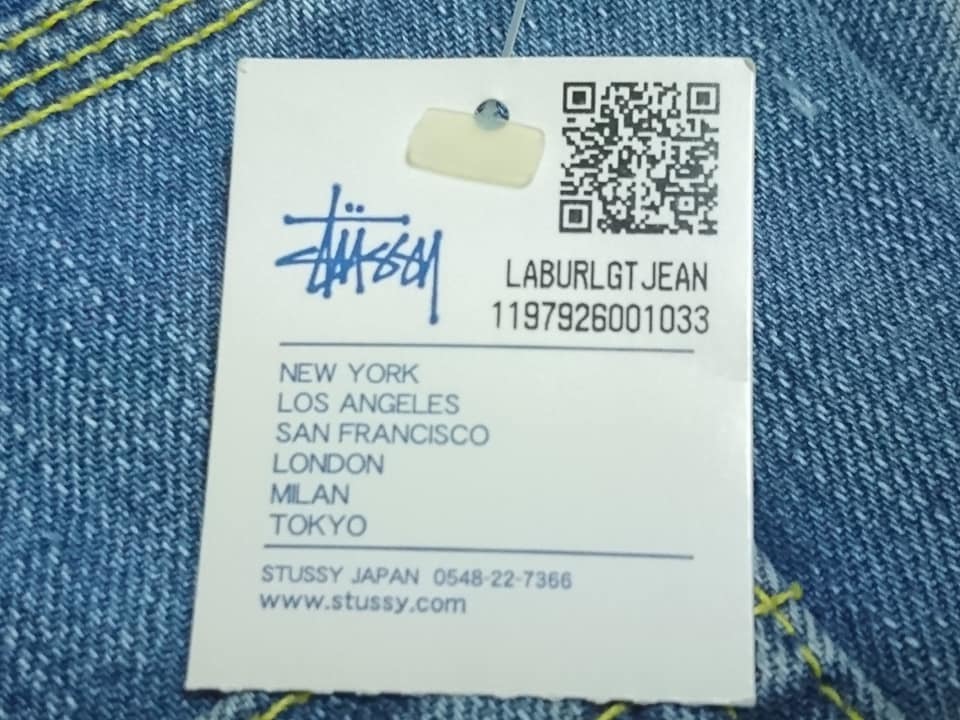 LABURLGT JEAN
1197926001033
Stüssy
NEW YORK
LOS ANGELES
SAN FRANCISCO
LONDON
MILAN
TOKYO
STUSSY JAPAN 0548-22-7366
www.stussy.com